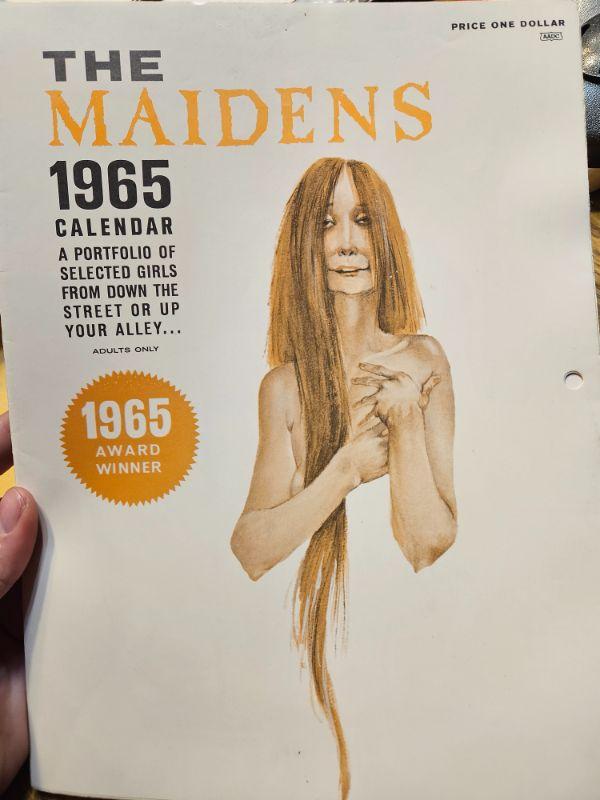 PRICE ONE DOLLAR
AADC
THE
MAIDENS
1965
CALENDAR
A PORTFOLIO OF
SELECTED GIRLS
FROM DOWN THE
STREET OR UP
YOUR ALLEY...
ADULTS ONLY
1965
AWARD
WINNER